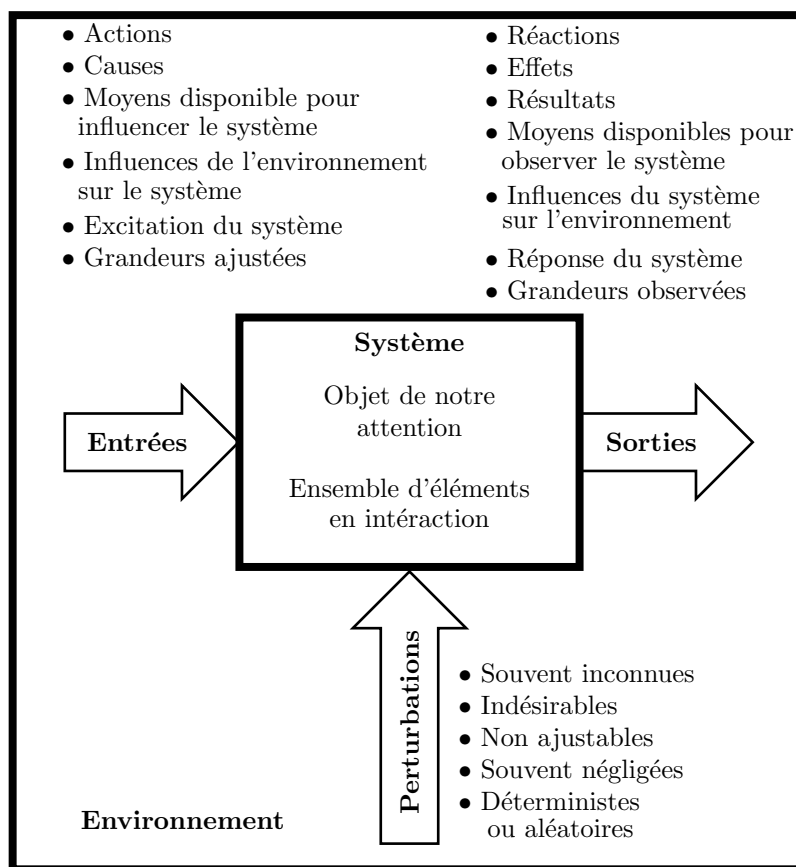 • Actions
• Causes
• Moyens disponible pour
influencer le système
• Influences de l'environnement
sur le système
• Excitation du système
• Grandeurs ajustées
• Réactions
• Effets
• Résultats
• Moyens disponibles pour
observer le système
• Influences du système
sur l'environnement
• Réponse du système
• Grandeurs observées
Système
Objet de notre
attention
Ensemble d'éléments
en intéraction
Entrées
Sorties
Perturbations
• Souvent inconnues
• Indésirables
• Non ajustables
• Souvent négligées
• Déterministes
ou aléatoires
Environnement